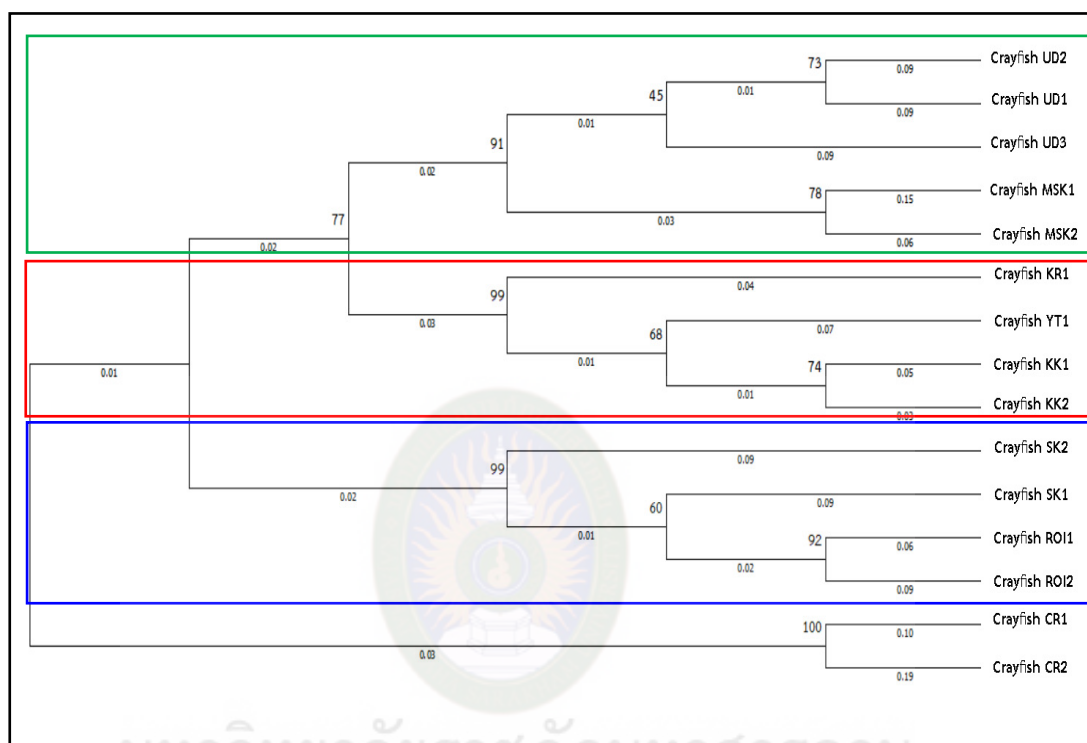 73
Crayfish UD2
0.09
0.01
45
Crayfish UD1
0.09
0.01
91
Crayfish UD3
0.09
0.02
78
Crayfish MSK1
0.15
77
0.03
Crayfish MSK2
0.06
0.02
99
Crayfish KR1
0.04
0.03
68
Crayfish YT1
0.07
0.01
74
Crayfish KK1
0.05
0.01
0.01
Crayfish KK2
0.03
99
Crayfish SK2
0.09
0.02
60
Crayfish SK1
0.09
0.01
92
Crayfish ROI1
0.06
0.02
Crayfish ROI2
0.09
100
Crayfish CR1
0.10
0.03
Crayfish CR2
0.19